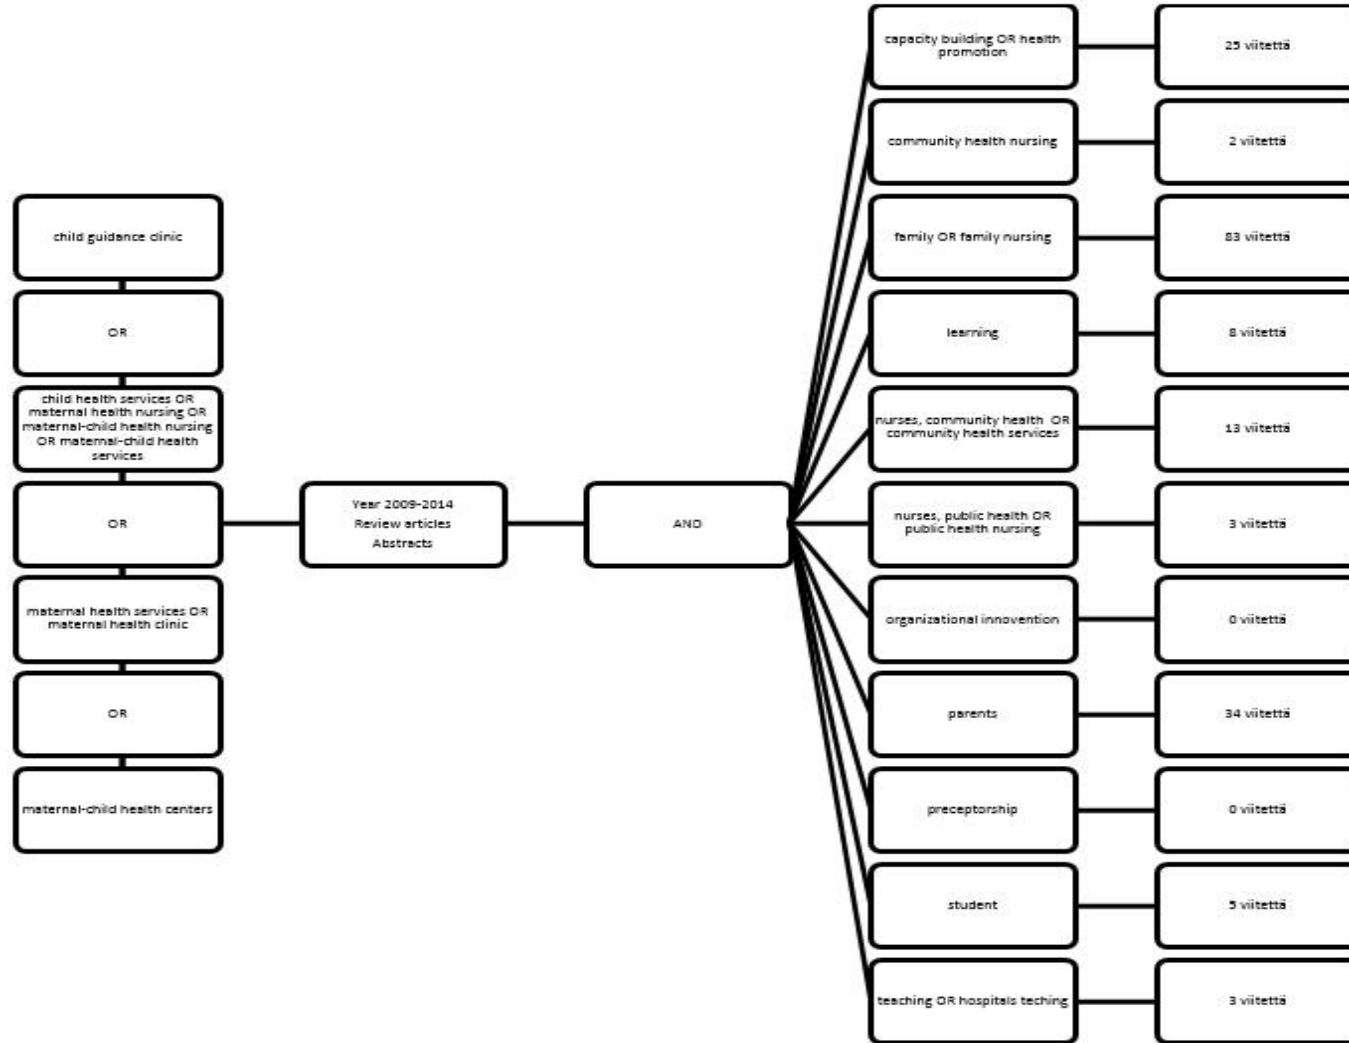 child guidance clinic
OR
child health services OR
maternal health nursing OR
maternal-child health nursing
OR maternal-child health
services
OR
maternal health services OR
maternal health clinic
OR
maternal-child health centers
Year 2009-2014
Review articles
Abstracts
AND
capacity building OR health
promotion
25 viitettä
community health nursing
2 viitettä
family OR family nursing
83 viitettä
learning
8 viitettä
nurses, community health OR
community health services
13 viitettä
nurses, public health OR
public health nursing
3 viitettä
organizational innovention
0 viitettä
parents
34 viitettä
preceptorship
0 viitettä
student
5 viitettä
teaching OR hospitals teching
3 viitettä